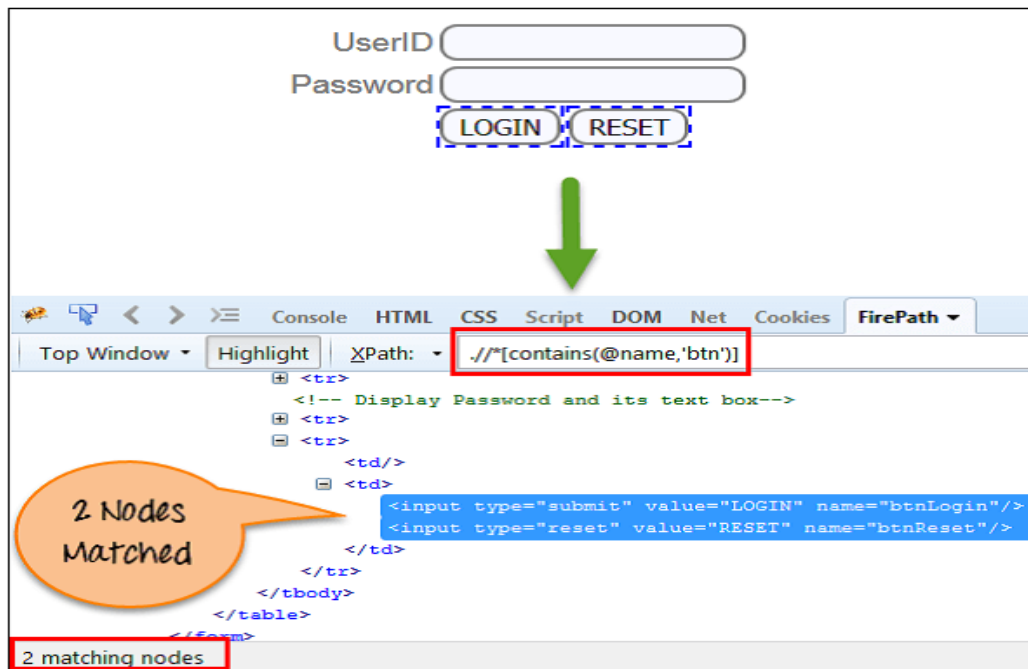 UserID
Password
LOGIN RESET
Console HTML CSS Script DOM Net Cookies FirePath
Top Window Highlight XPath: .//*[contains(@name,'btn')]
<tr>
<!-- Display Password and its text box-->
<tr>
<tr>
<td/>
<td>
<input type="submit" value="LOGIN" name="btnLogin"/>
<input type="reset" value="RESET" name="btnReset"/>
</td>
</tr>
</tbody>
</table>
</form>
2 Nodes
Matched
2 matching nodes